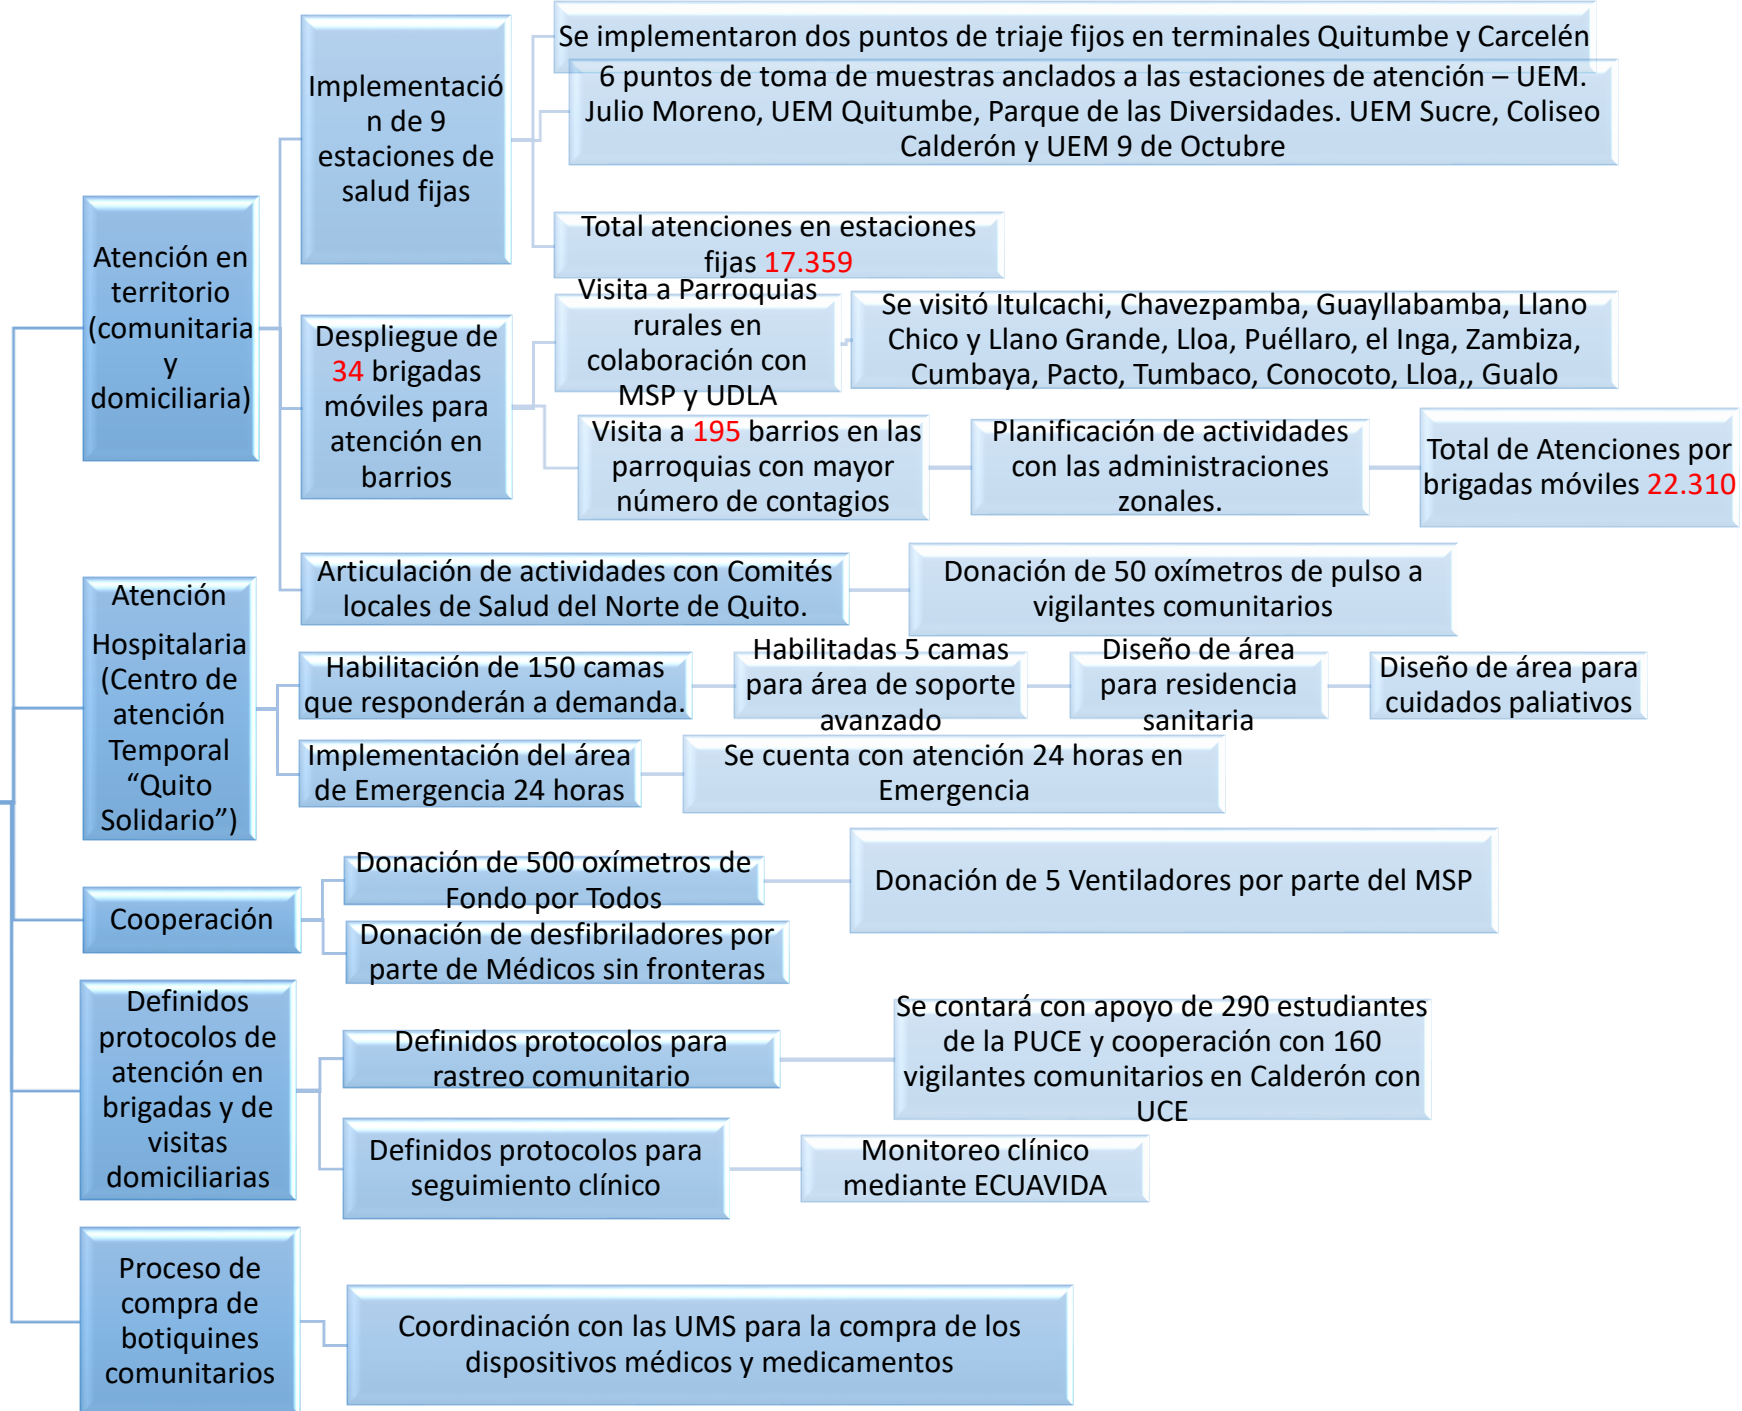 Atención en
territorio
(comunitaria
y
domiciliaria)
Implementació
n de 9
estaciones de
salud fijas
Se implementaron dos puntos de triaje fijos en terminales Quitumbe y Carcelén
6 puntos de toma de muestras anclados a las estaciones de atención – UEM.
Julio Moreno, UEM Quitumbe, Parque de las Diversidades. UEM Sucre, Coliseo
Calderón y UEM 9 de Octubre
Total atenciones en estaciones
fijas 17.359
Despliegue de
34 brigadas
móviles para
atención en
barrios
Visita a Parroquias
rurales en
colaboración con
MSP y UDLA
Se visitó Itulcachi, Chavezpamba, Guayllabamba, Llano
Chico y Llano Grande, Lloa, Puéllaro, el Inga, Zambiza,
Cumbaya, Pacto, Tumbaco, Conocoto, Lloa,, Gualo
Visita a 195 barrios en las
parroquias con mayor
número de contagios
Planificación de actividades
con las administraciones
zonales.
Total de Atenciones por
brigadas móviles 22.310
Articulación de actividades con Comités
locales de Salud del Norte de Quito.
Donación de 50 oxímetros de pulso a
vigilantes comunitarios
Atención
Hospitalaria
(Centro de
atención
Temporal
“Quito
Solidario”)
Habilitación de 150 camas
que responderán a demanda.
Habilitadas 5 camas
para área de soporte
avanzado
Diseño de área
para residencia
sanitaria
Diseño de área para
cuidados paliativos
Implementación del área
de Emergencia 24 horas
Se cuenta con atención 24 horas en
Emergencia
Cooperación
Donación de 500 oxímetros de
Fondo por Todos
Donación de 5 Ventiladores por parte del MSP
Donación de desfibriladores por
parte de Médicos sin fronteras
Definidos
protocolos de
atención en
brigadas y de
visitas
domiciliarias
Definidos protocolos para
rastreo comunitario
Se contará con apoyo de 290 estudiantes
de la PUCE y cooperación con 160
vigilantes comunitarios en Calderón con
UCE
Definidos protocolos para
seguimiento clínico
Monitoreo clínico
mediante ECUAVIDA
Proceso de
compra de
botiquines
comunitarios
Coordinación con las UMS para la compra de los
dispositivos médicos y medicamentos